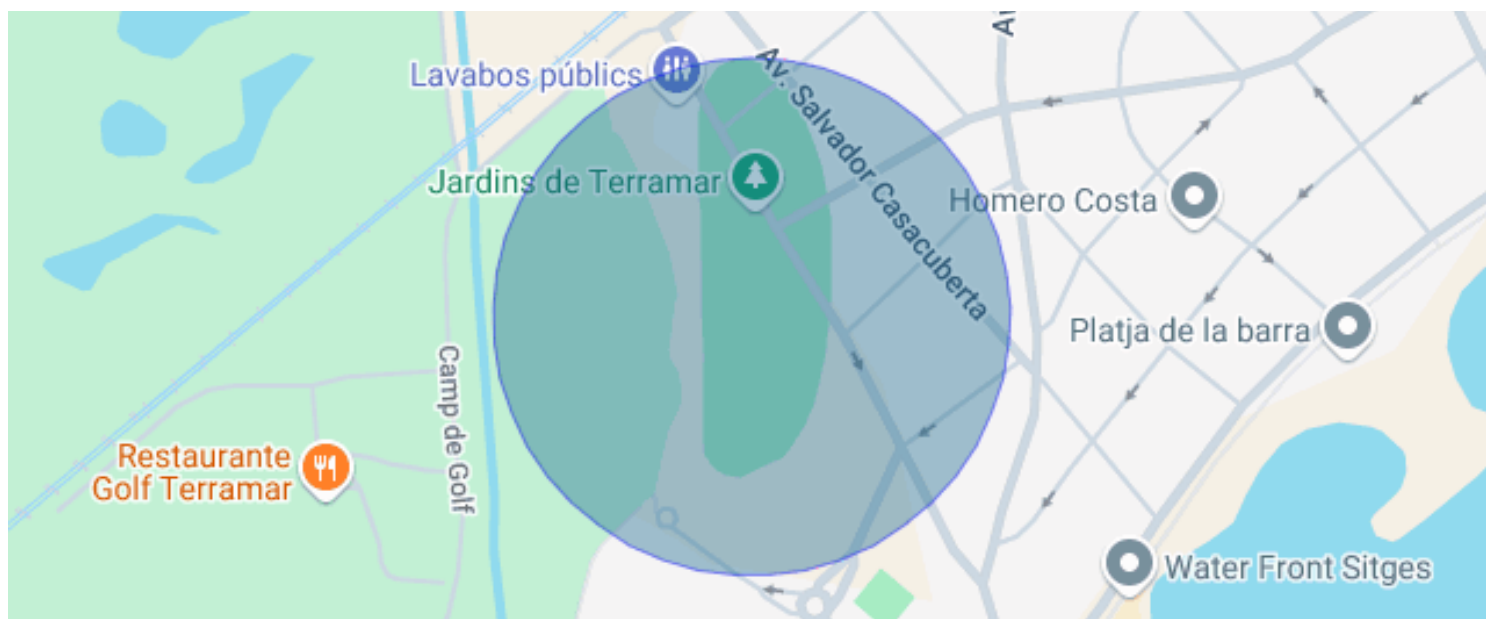 Lavabos públics
Av. Salvador Casacuberta
Jardins de Terramar
Homero Costa
Platja de la barra
Camp de Golf
Restaurante
Golf Terramar
Water Front Sitges